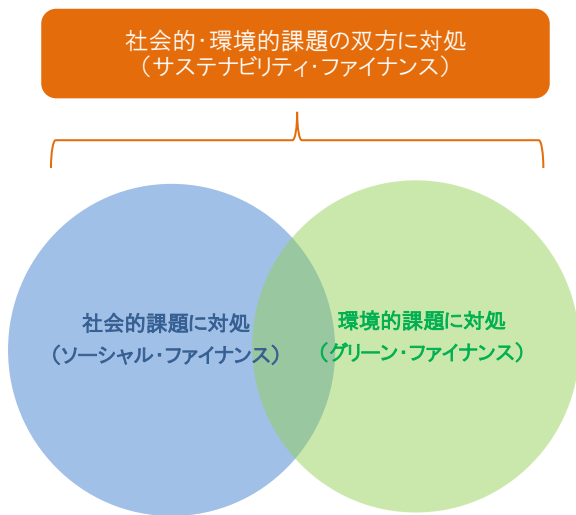 社会的・環境的課題の双方に対処
（サステナビリティ・ファイナンス）
社会的課題に対処
（ソーシャル・ファイナンス）
環境的課題に対処
（グリーン・ファイナンス）